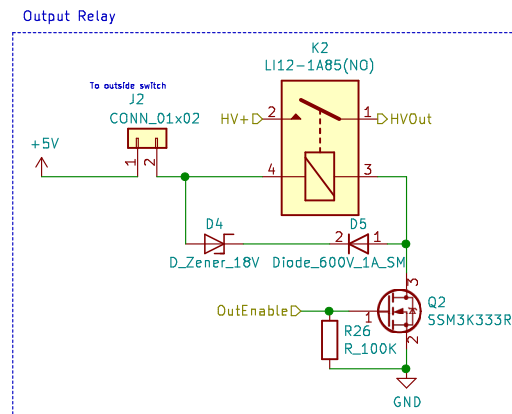 Output Relay
K2
LI12-1A85(NO)
To outside switch
J2
CONN_01x02
HV+
2
1
HVOut
+5V
1
2
4
3
D4
D_Zener_18V
D5
2
1
Diode_600V_1A_SM
3
OutEnable
1
Q2
SSM3K333R
2
R26
R_100K
GND